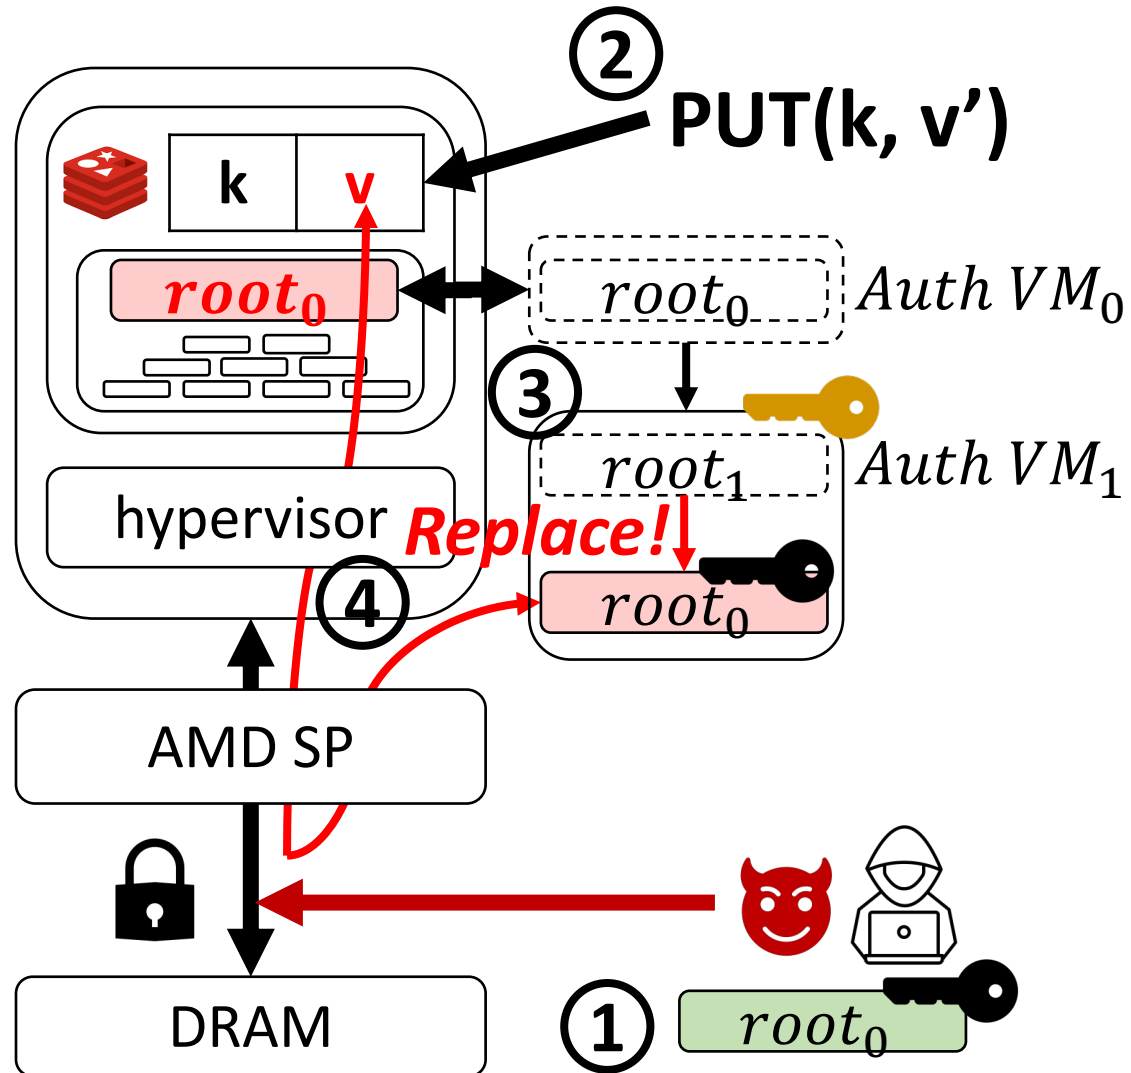 ②
PUT(k, v’)
k
v
root₀
root₀
Auth VM₀
③
root₁
Auth VM₁
hypervisor
Replace!
④
root₀
AMD SP
DRAM
①
root₀